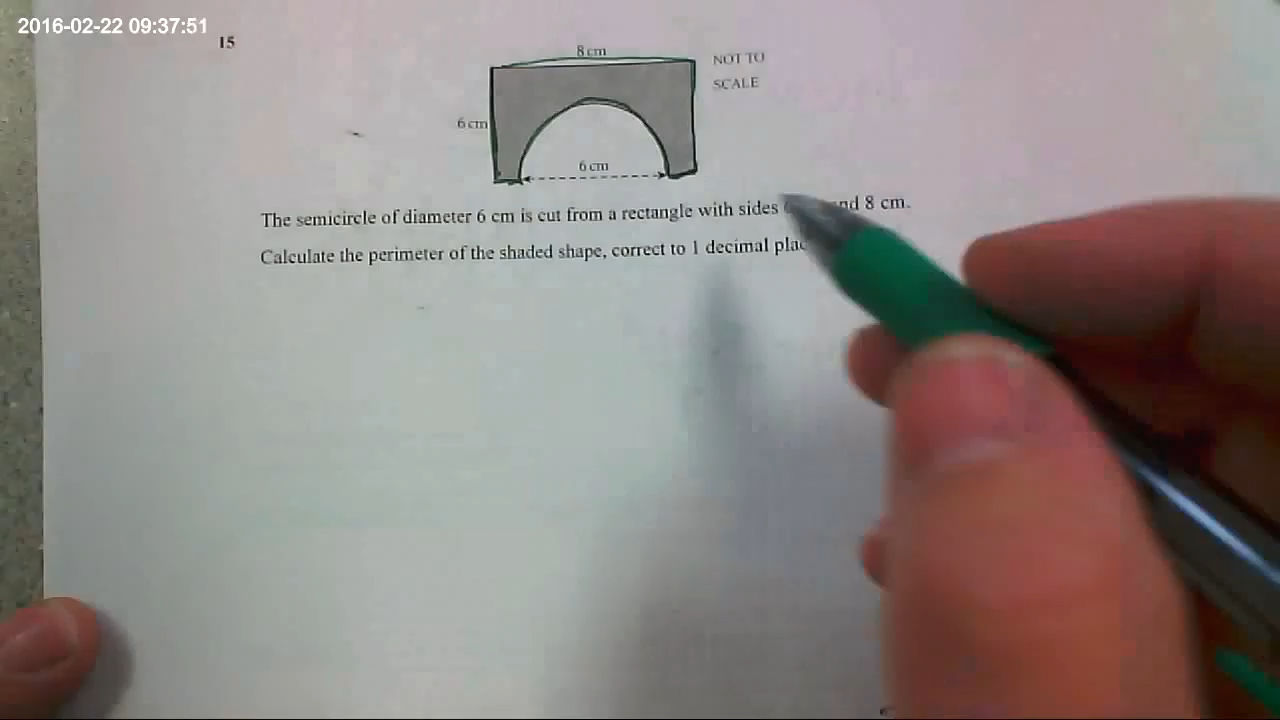 2016-02-22 09:37:51
15
8 cm
NOT TO
SCALE
6 cm
6 cm
The semicircle of diameter 6 cm is cut from a rectangle with sides nd 8 cm.
Calculate the perimeter of the shaded shape, correct to 1 decimal plac